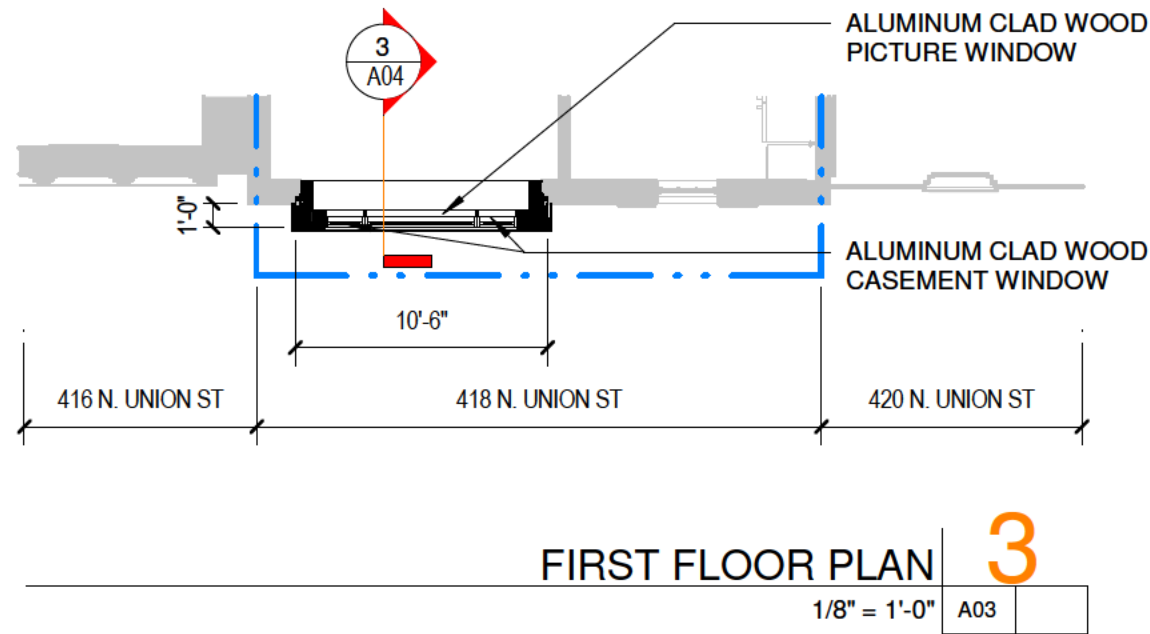 3
A04
ALUMINUM CLAD WOOD
PICTURE WINDOW
1'-0"
ALUMINUM CLAD WOOD
CASEMENT WINDOW
10'-6"
416 N. UNION ST
418 N. UNION ST
420 N. UNION ST
FIRST FLOOR PLAN
3
1/8" = 1'-0"
A03